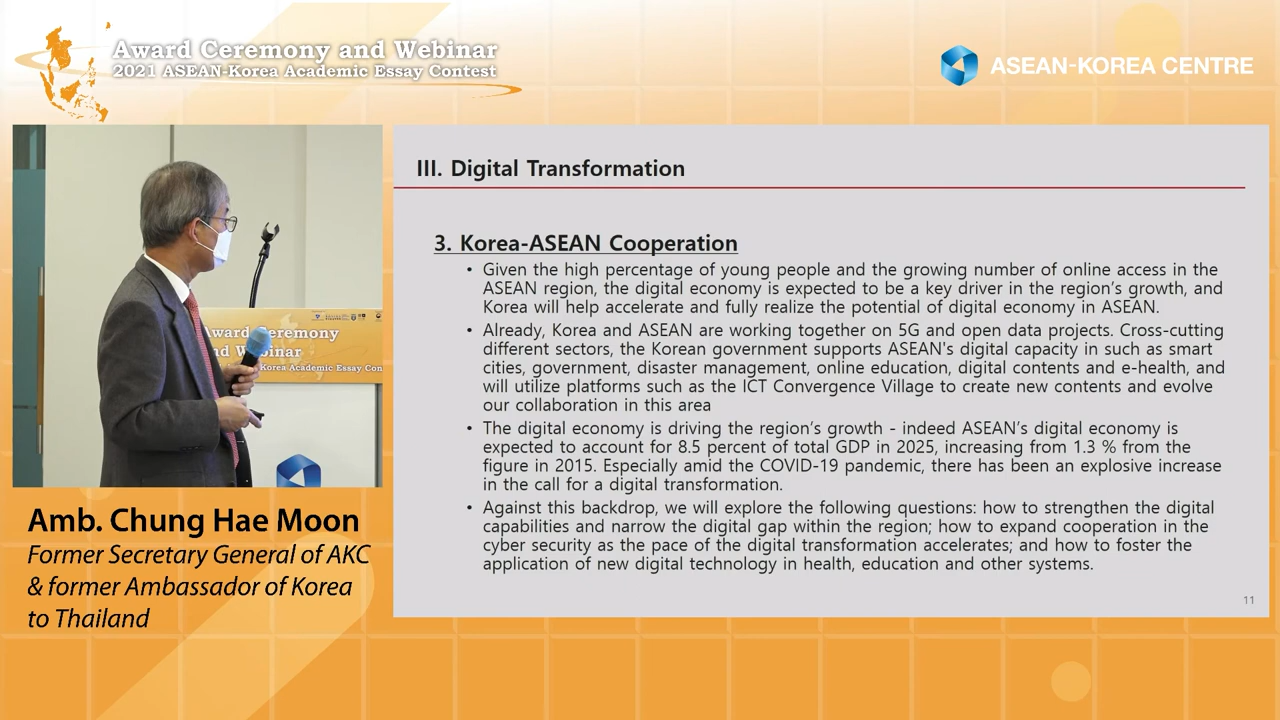 Award Ceremony and Webinar
2021 ASEAN-Korea Academic Essay Contest
ASEAN-KOREA CENTRE
Award Ceremony
and Webinar
Korea Academic Essay Con
Amb. Chung Hae Moon
Former Secretary General of AKC
& former Ambassador of Korea
to Thailand
III. Digital Transformation
3. Korea-ASEAN Cooperation
• Given the high percentage of young people and the growing number of online access in the
ASEAN region, the digital economy is expected to be a key driver in the region's growth, and
Korea will help accelerate and fully realize the potential of digital economy in ASEAN.
• Already, Korea and ASEAN are working together on 5G and open data projects. Cross-cutting
different sectors, the Korean government supports ASEAN's digital capacity in such as smart
cities, government, disaster management, online education, digital contents and e-health, and
will utilize platforms such as the ICT Convergence Village to create new contents and evolve
our collaboration in this area
• The digital economy is driving the region's growth - indeed ASEAN's digital economy is
expected to account for 8.5 percent of total GDP in 2025, increasing from 1.3 % from the
figure in 2015. Especially amid the COVID-19 pandemic, there has been an explosive increase
in the call for a digital transformation.
• Against this backdrop, we will explore the following questions: how to strengthen the digital
capabilities and narrow the digital gap within the region; how to expand cooperation in the
cyber security as the pace of the digital transformation accelerates; and how to foster the
application of new digital technology in health, education and other systems.
11